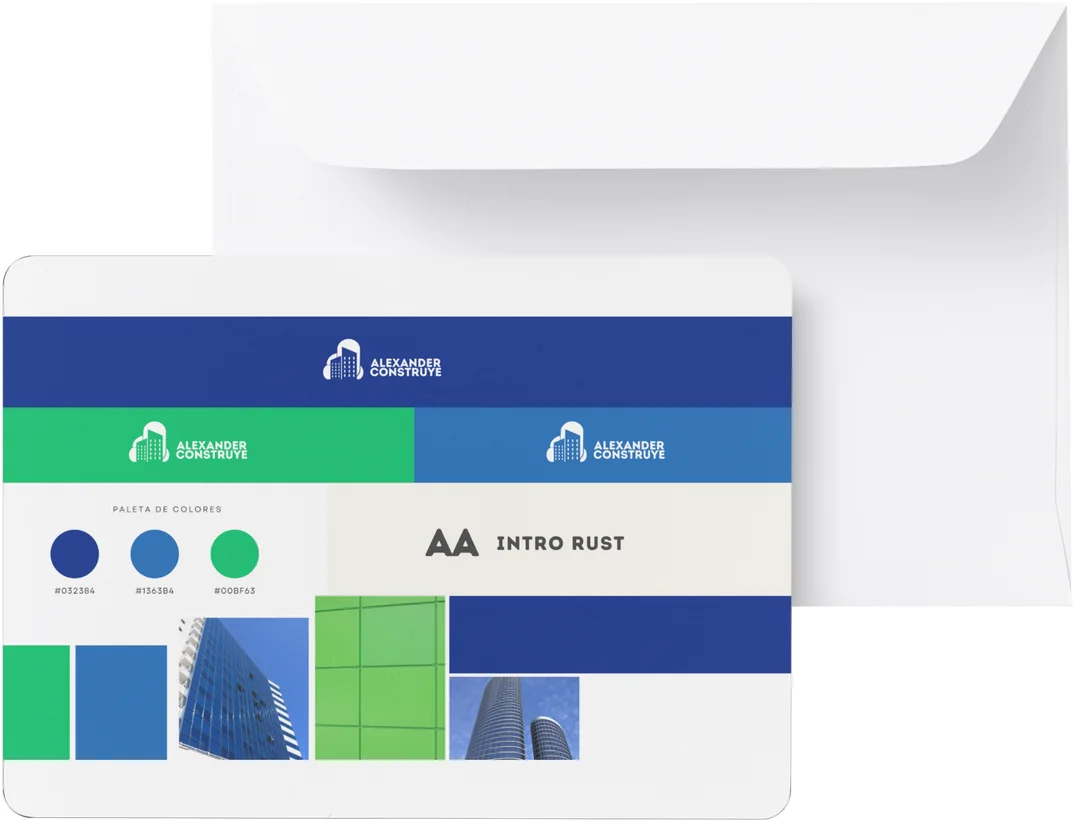 ALEXANDER
CONSTRUYE
ALEXANDER
CONSTRUYE
ALEXANDER
CONSTRUYE
PALETA DE COLORES
#032384
#1363B4
#00BF63
AA INTRO RUST